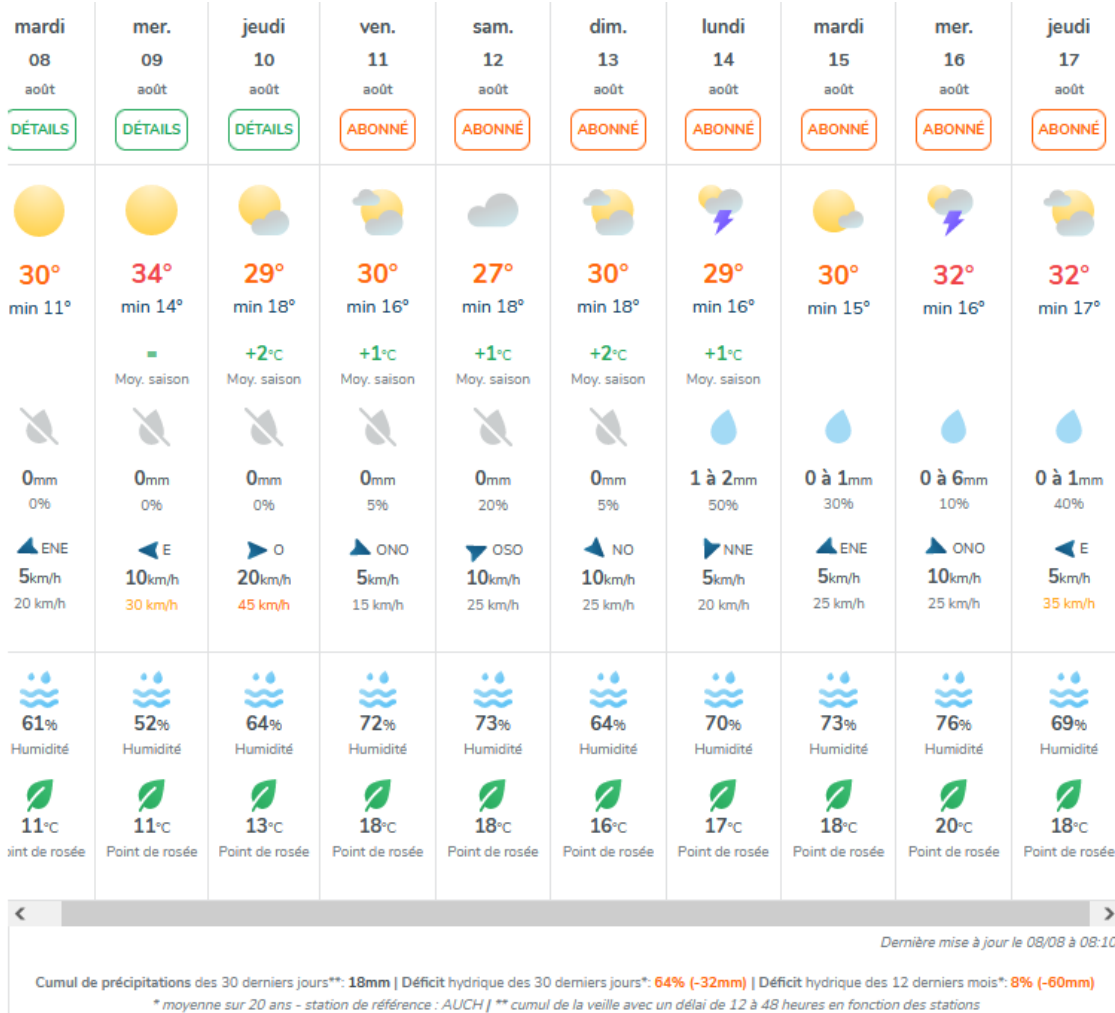 mardi mer. jeudi ven. sam. dim. lundi mardi mer. jeudi
08 09 10 11 12 13 14 15 16 17
août août août août août août août août août août
DÉTAILS DÉTAILS DÉTAILS ABONNÉ ABONNÉ ABONNÉ ABONNÉ ABONNÉ ABONNÉ ABONNÉ
30° 34° 29° 30° 27° 30° 29° 30° 32° 32°
min 11° min 14° min 18° min 16° min 18° min 18° min 16° min 15° min 16° min 17°
= +2°C +1°C +1°C +2°C +1°C
Moy. saison Moy. saison Moy. saison Moy. saison Moy. saison Moy. saison
0mm 0mm 0mm 0mm 0mm 0mm 1 à 2mm 0 à 1mm 0 à 6mm 0 à 1mm
0% 0% 0% 5% 20% 5% 50% 30% 10% 40%
ENE E O ONO OSO NO NNE ENE ONO E
5km/h 10km/h 20km/h 5km/h 10km/h 10km/h 5km/h 5km/h 10km/h 5km/h
20 km/h 30 km/h 45 km/h 15 km/h 25 km/h 25 km/h 20 km/h 25 km/h 25 km/h 35 km/h
61% 52% 64% 72% 73% 64% 70% 73% 76% 69%
Humidité Humidité Humidité Humidité Humidité Humidité Humidité Humidité Humidité Humidité
11°C 11°C 13°C 18°C 18°C 16°C 17°C 18°C 20°C 18°C
oint de rosée Point de rosée Point de rosée Point de rosée Point de rosée Point de rosée Point de rosée Point de rosée Point de rosée Point de rosée
Dernière mise à jour le 08/08 à 08:10
Cumul de précipitations des 30 derniers jours**: 18mm | Déficit hydrique des 30 derniers jours*: 64% (-32mm) | Déficit hydrique des 12 derniers mois*: 8% (-60mm)
* moyenne sur 20 ans - station de référence : AUCH | ** cumul de la veille avec un délai de 12 à 48 heures en fonction des stations